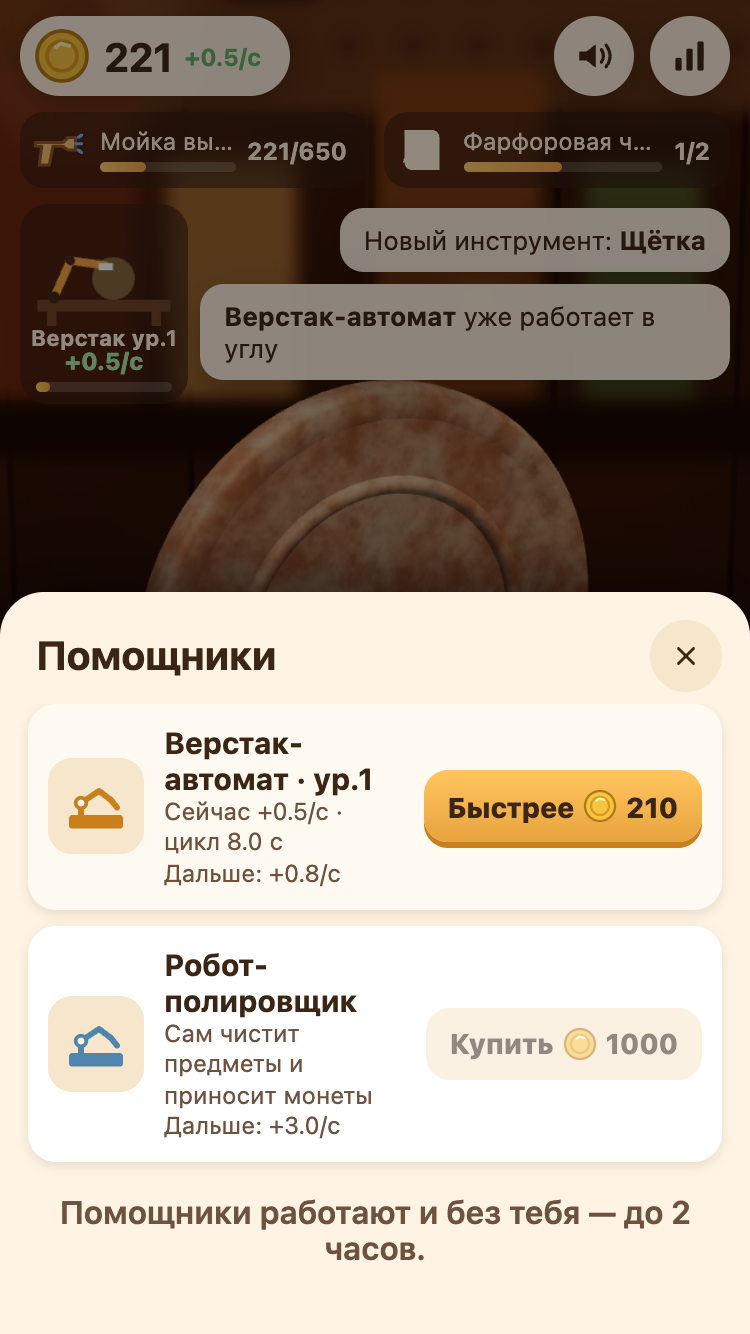 221 +0.5/с
Мойка вы... 221/650
Фарфоровая ч... 1/2
Новый инструмент: Щётка
Верстак-автомат уже работает в
углу
Верстак ур.1
+0.5/с
Помощники
Верстак-
автомат · ур.1
Сейчас +0.5/с ·
цикл 8.0 с
Дальше: +0.8/с
Быстрее 210
Робот-
полировщик
Сам чистит
предметы и
приносит монеты
Дальше: +3.0/с
Купить 1000
Помощники работают и без тебя — до 2
часов.